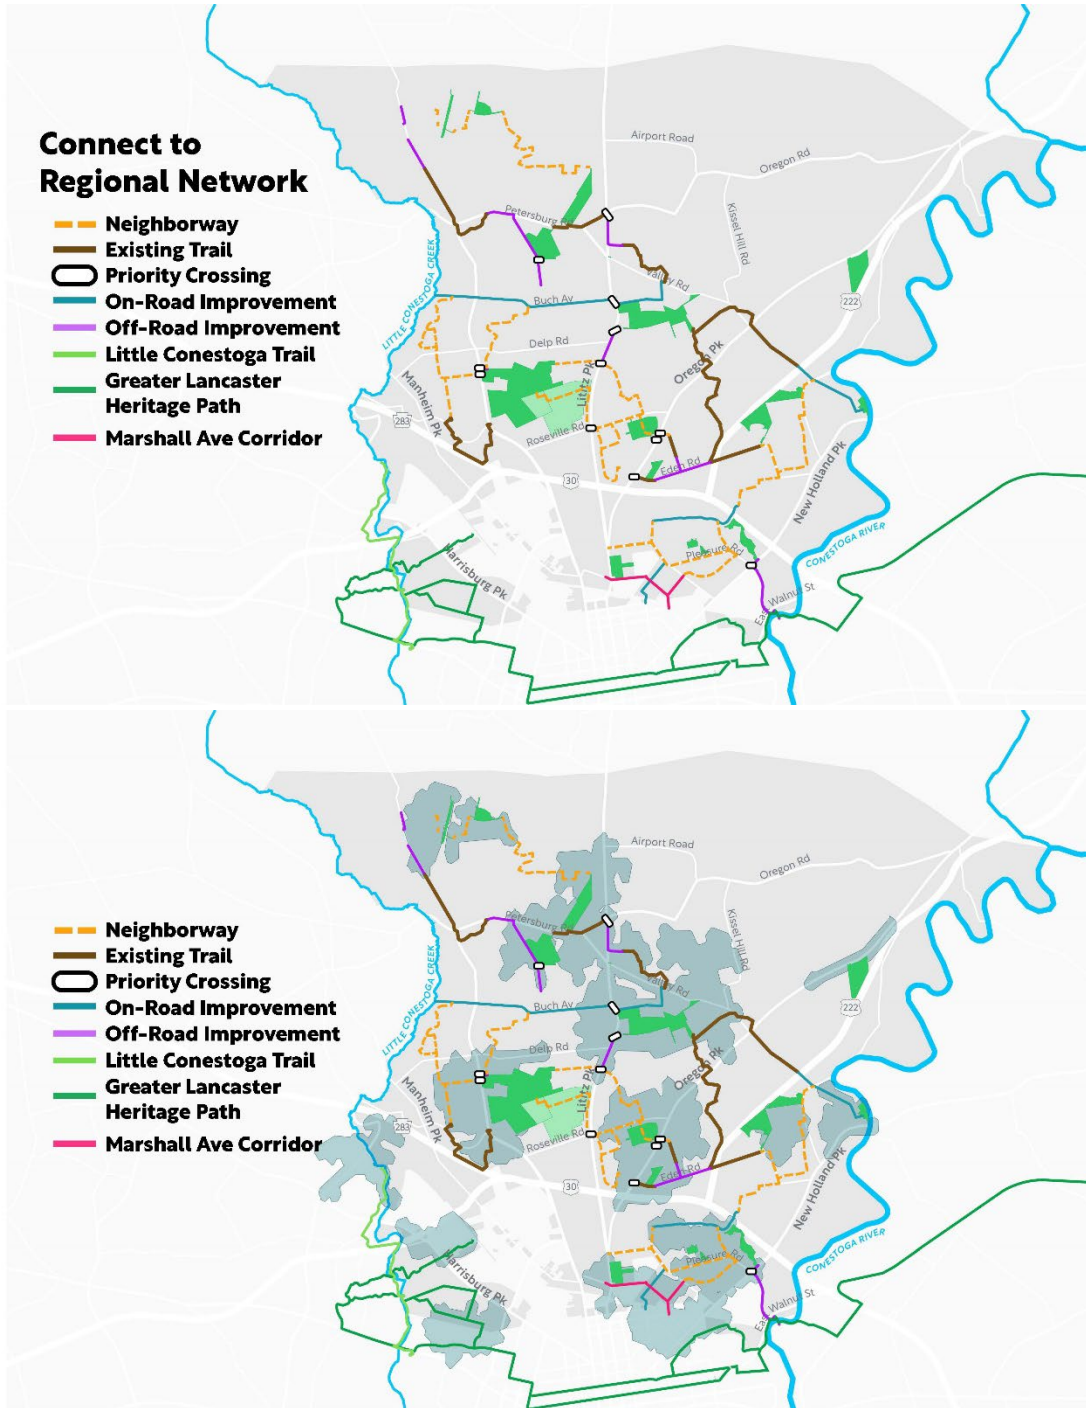 Connect to
Regional Network
Neighborway
Existing Trail
Priority Crossing
On-Road Improvement
Off-Road Improvement
Little Conestoga Trail
Greater Lancaster
Heritage Path
Marshall Ave Corridor
Airport Road
Oregon Rd
Petersburg Rd
Kissel Hill Rd
LITTLE CONESTOGA CREEK
Valley Rd
Buch Av
222
Delp Rd
Oregon Pk
Lititz Pk
Manheim Pk
283
Roseville Rd
Eden Rd
30
New Holland Pk
CONESTOGA RIVER
Pleasure Rd
Harrisburg Pk
East Walnut St
Neighborway
Existing Trail
Priority Crossing
On-Road Improvement
Off-Road Improvement
Little Conestoga Trail
Greater Lancaster
Heritage Path
Marshall Ave Corridor
Airport Road
Oregon Rd
Petersburg Rd
Kissel Hill Rd
LITTLE CONESTOGA CREEK
Valley Rd
Buch Av
222
Delp Rd
Oregon Pk
Lititz Pk
Manheim Pk
283
Roseville Rd
Eden Rd
30
New Holland Pk
CONESTOGA RIVER
Pleasure Rd
Harrisburg Pk
East Walnut St